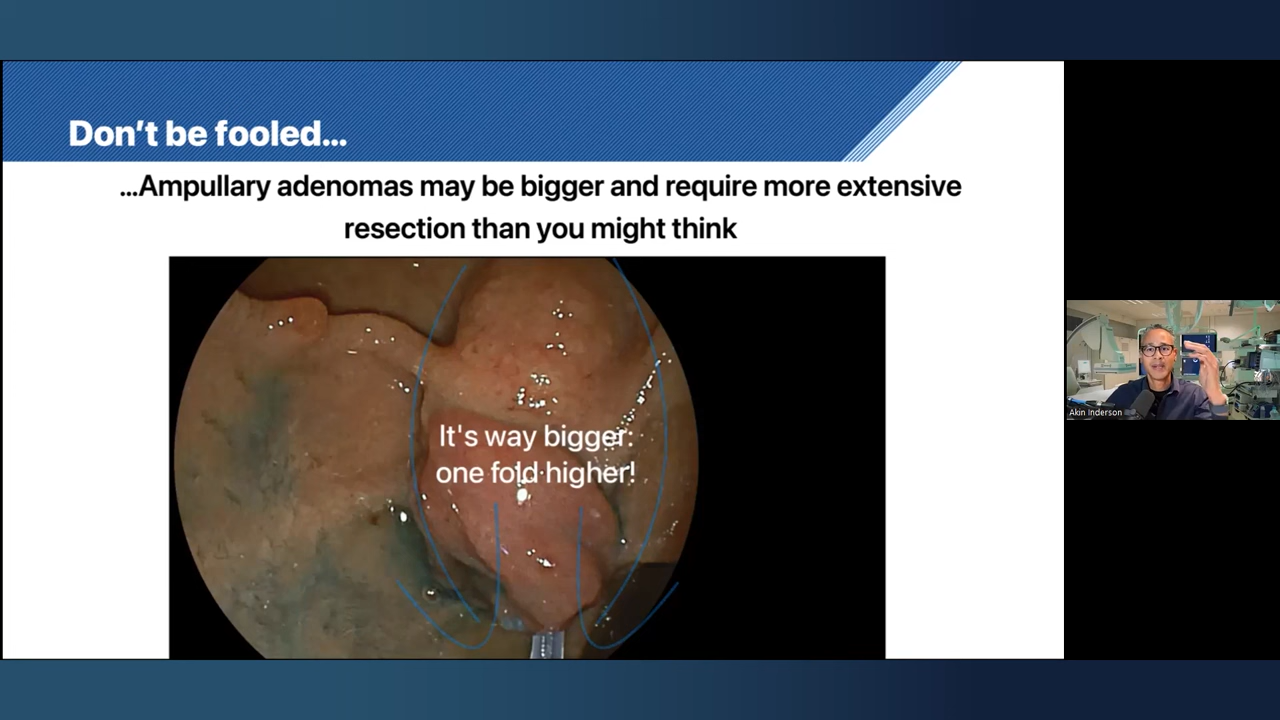 Don’t be fooled…
…Ampullary adenomas may be bigger and require more extensive
resection than you might think
It's way bigger:
one fold higher!
Akin Inderson